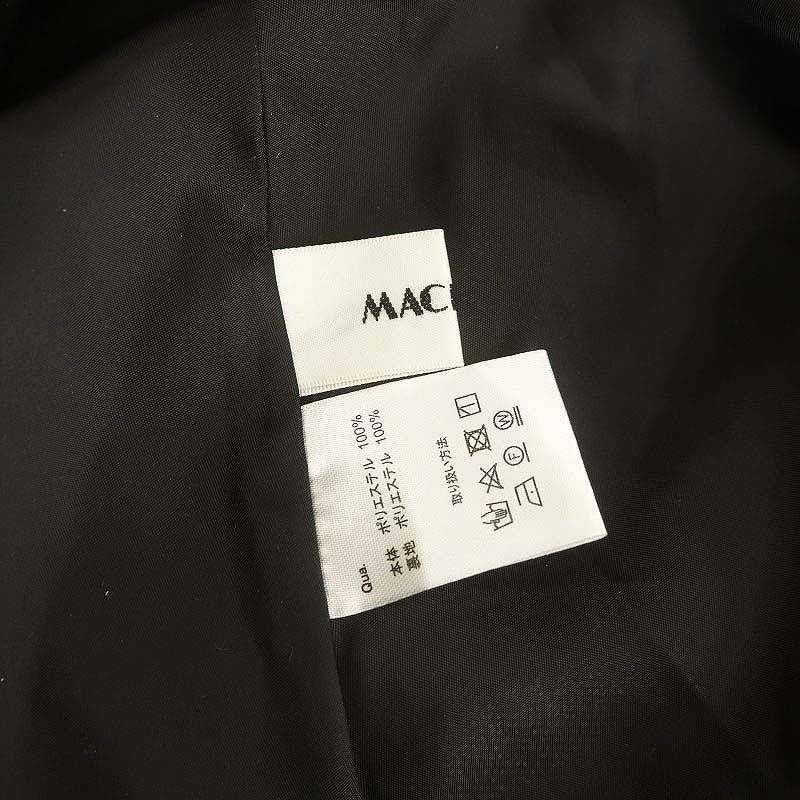 MAC
Qua.
本体 ポリエステル 100%
裏地 ポリエステル 100%
取り扱い方法
F
W